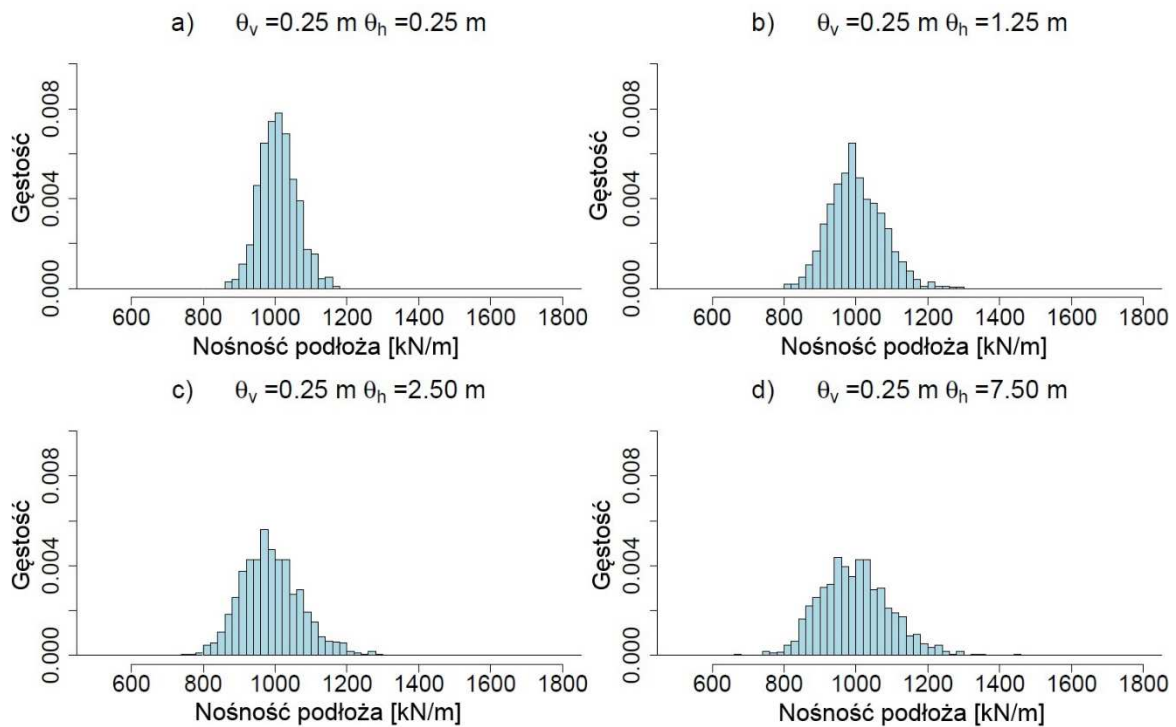 a) θv =0.25 m θh =0.25 m
Gęstość
0.000 0.004 0.008
600 800 1000 1200 1400 1600 1800
Nośność podłoża [kN/m]
b) θv =0.25 m θh =1.25 m
Gęstość
0.000 0.004 0.008
600 800 1000 1200 1400 1600 1800
Nośność podłoża [kN/m]
c) θv =0.25 m θh =2.50 m
Gęstość
0.000 0.004 0.008
600 800 1000 1200 1400 1600 1800
Nośność podłoża [kN/m]
d) θv =0.25 m θh =7.50 m
Gęstość
0.000 0.004 0.008
600 800 1000 1200 1400 1600 1800
Nośność podłoża [kN/m]